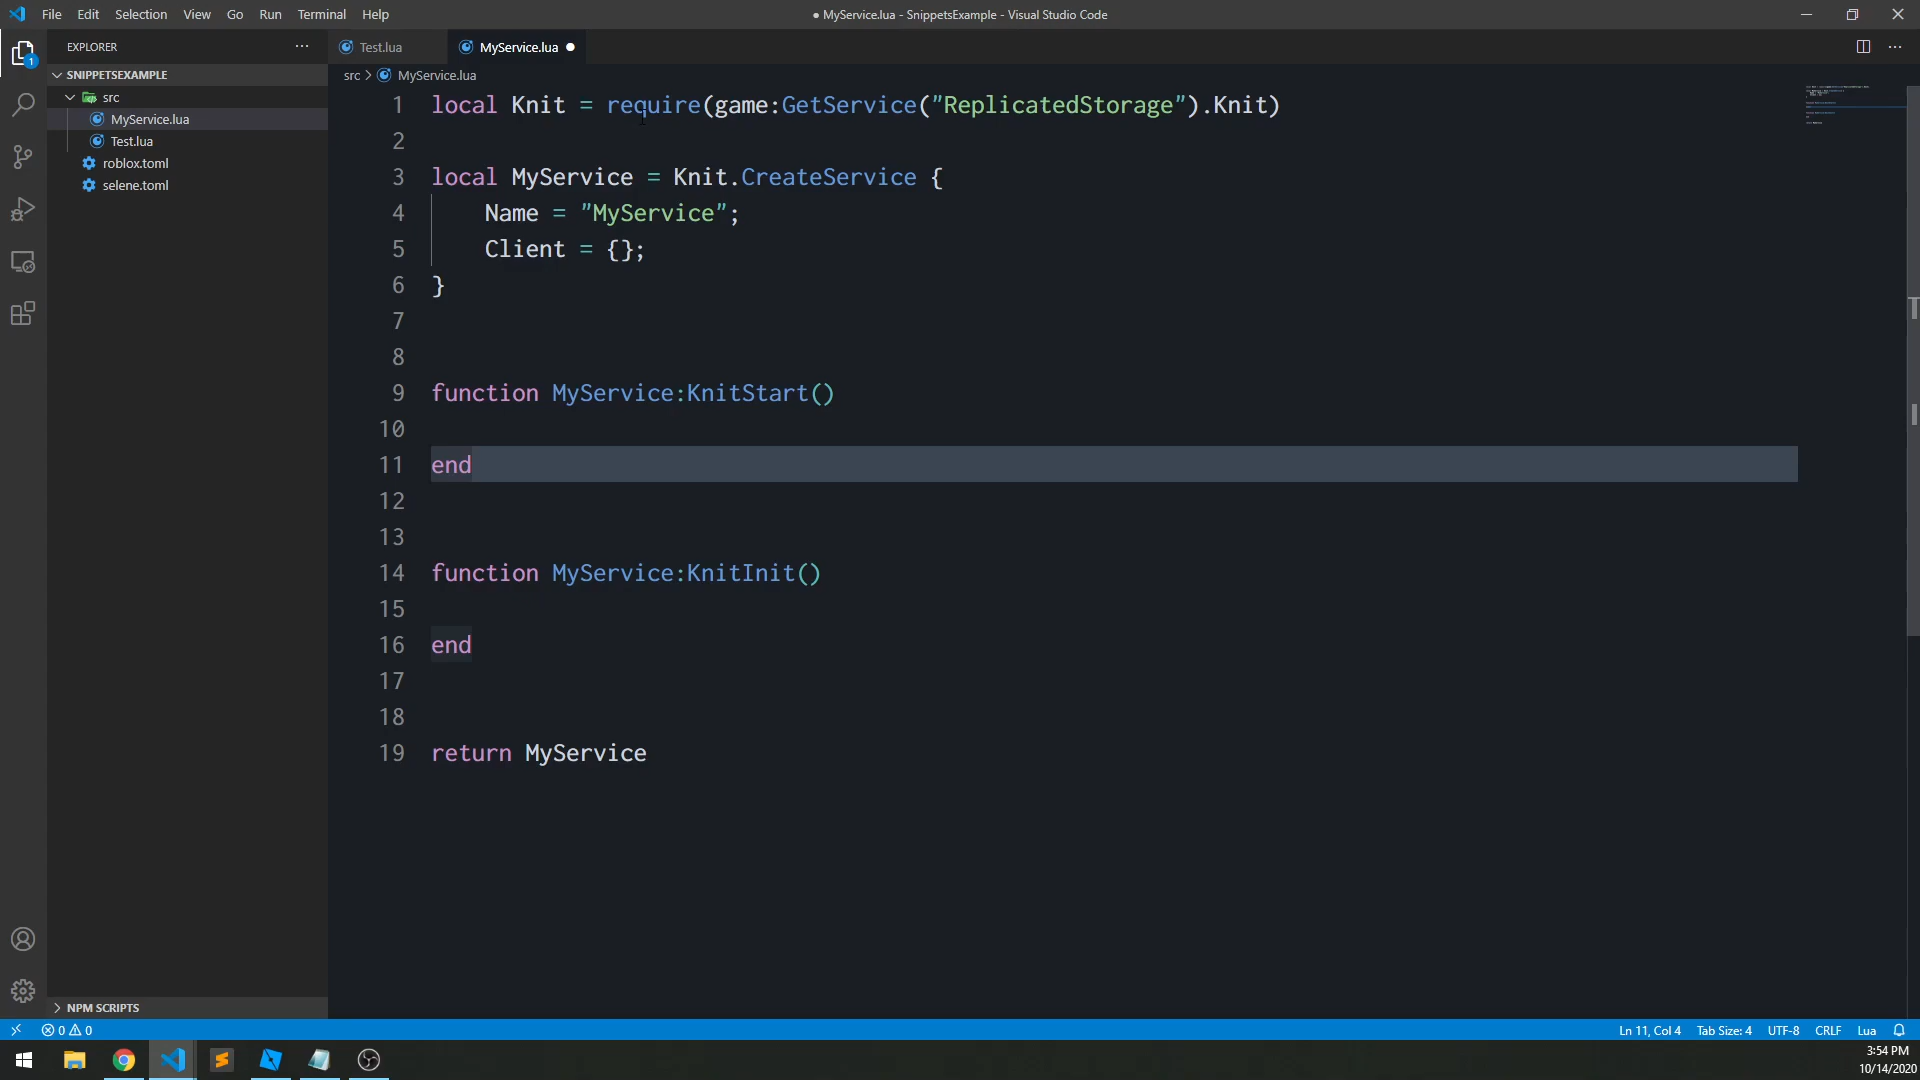 File Edit Selection View Go Run Terminal Help
● MyService.lua - SnippetsExample - Visual Studio Code
EXPLORER
Test.lua
MyService.lua
SNIPPETSEXAMPLE
src
MyService.lua
Test.lua
roblox.toml
selene.toml
NPM SCRIPTS
1
src > MyService.lua
1 local Knit = require(game:GetService("ReplicatedStorage").Knit)
2
3 local MyService = Knit.CreateService {
4 Name = "MyService";
5 Client = {};
6 }
7
8
9 function MyService:KnitStart()
10
11 end
12
13
14 function MyService:KnitInit()
15
16 end
17
18
19 return MyService
0 0
Ln 11, Col 4 Tab Size: 4 UTF-8 CRLF Lua
3:54 PM
10/14/2020